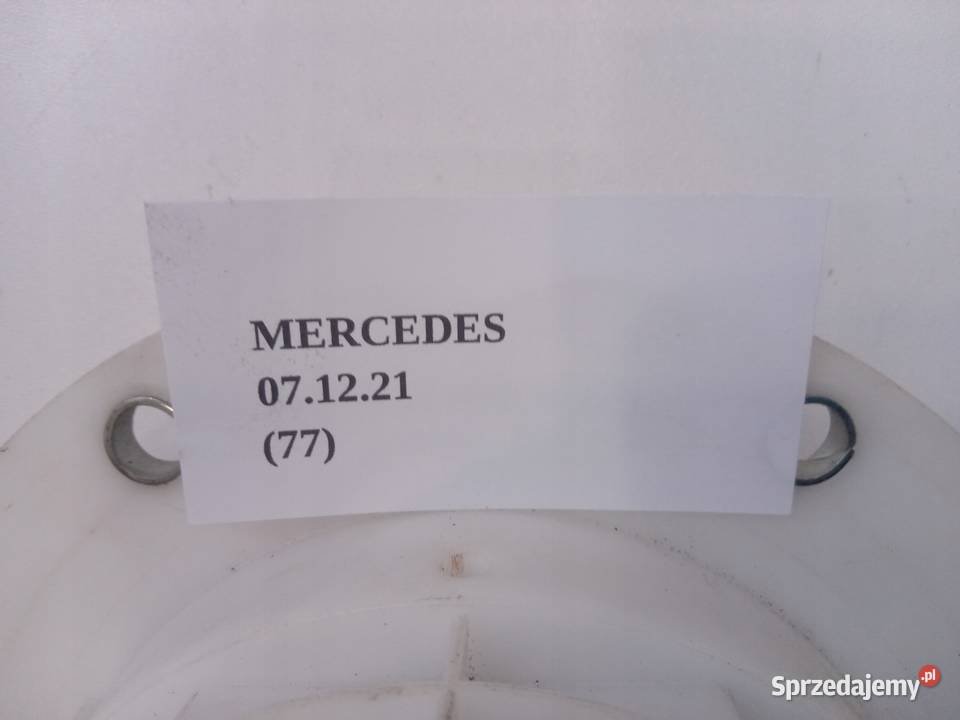 MERCEDES
07.12.21
(77)
Sprzedajemy.pl